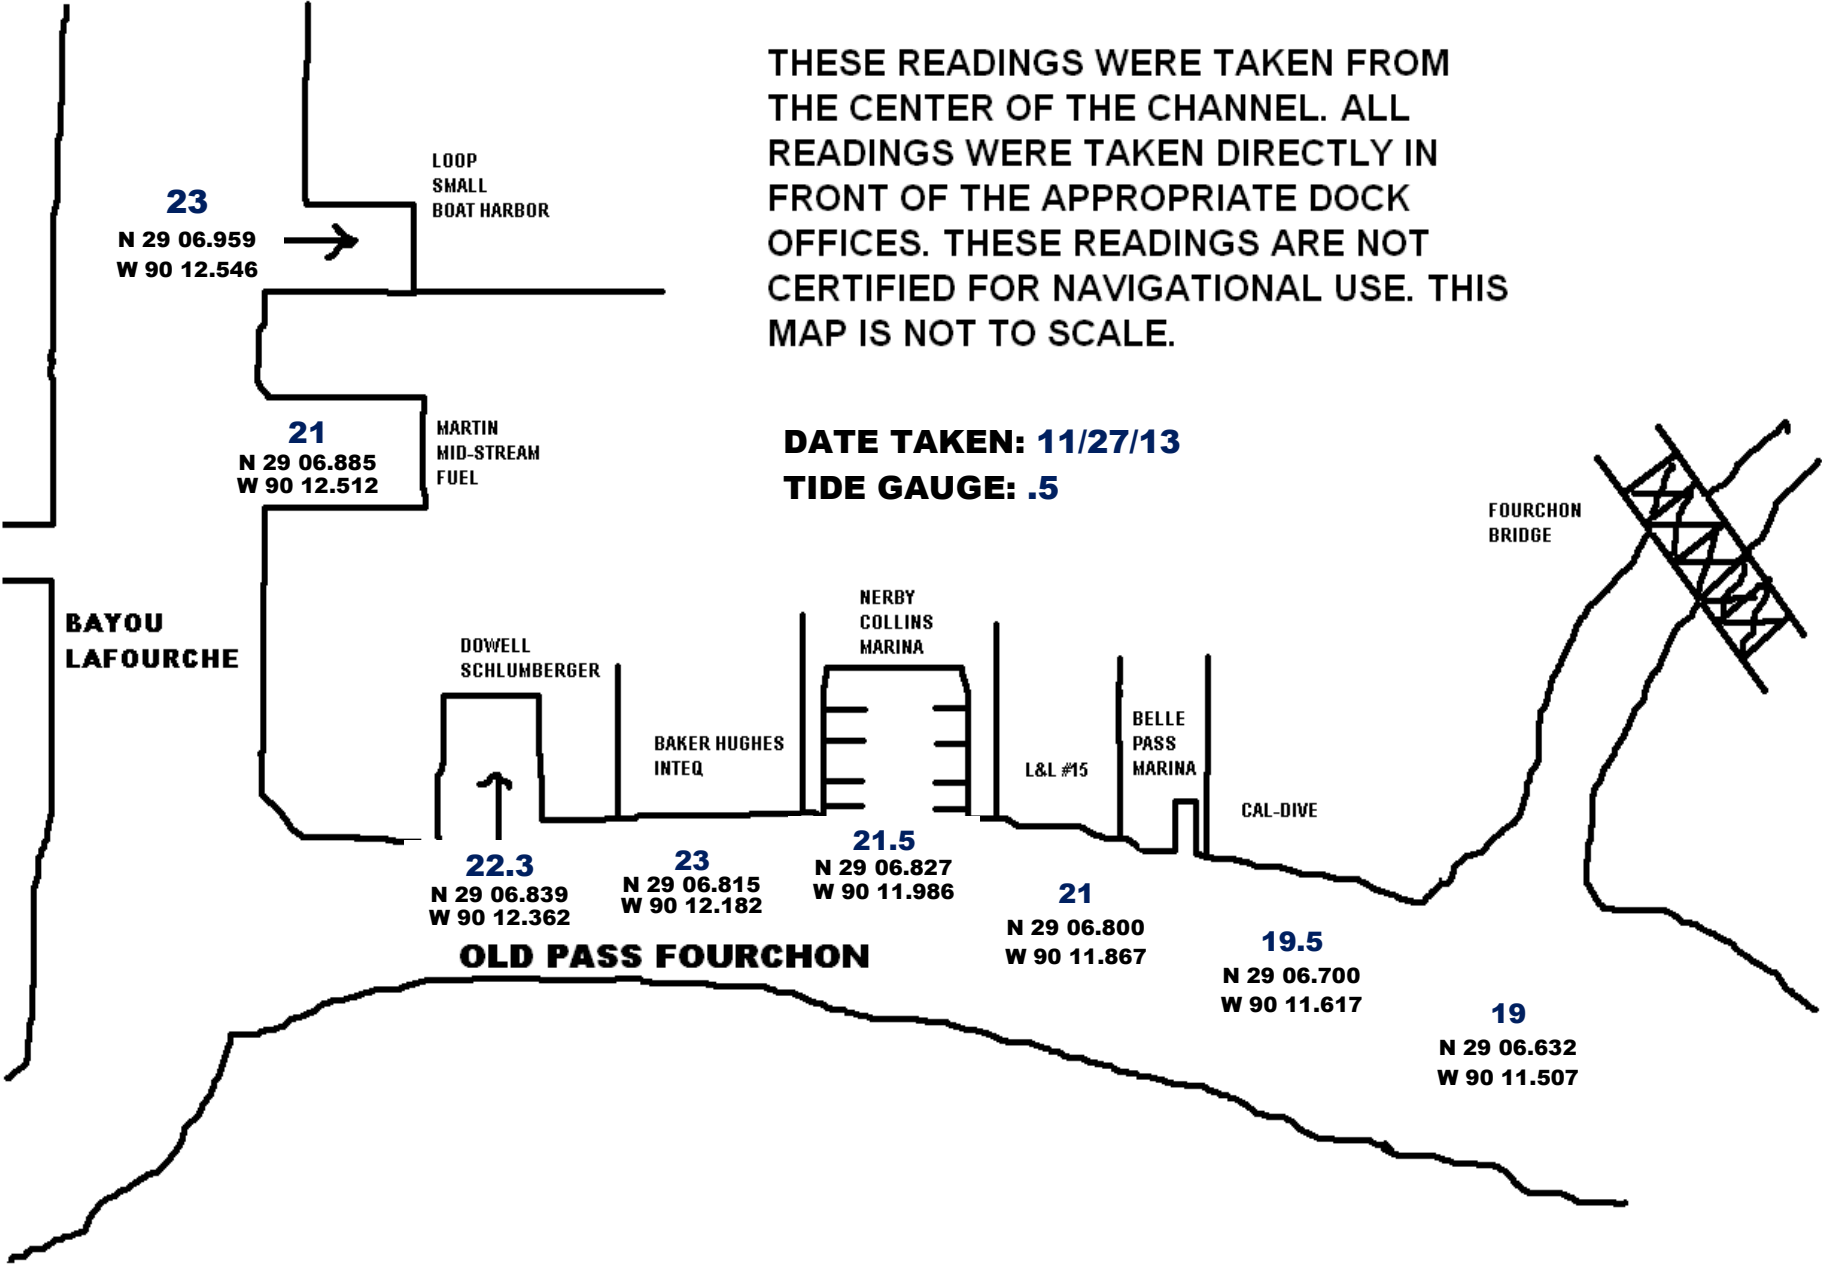 THESE READINGS WERE TAKEN FROM
THE CENTER OF THE CHANNEL. ALL
READINGS WERE TAKEN DIRECTLY IN
FRONT OF THE APPROPRIATE DOCK
OFFICES. THESE READINGS ARE NOT
CERTIFIED FOR NAVIGATIONAL USE. THIS
MAP IS NOT TO SCALE.
LOOP
SMALL
BOAT HARBOR
23
N 29 06.959
W 90 12.546
MARTIN
MID-STREAM
FUEL
21
N 29 06.885
W 90 12.512
DATE TAKEN: 11/27/13
TIDE GAUGE: .5
FOURCHON
BRIDGE
BAYOU
LAFOURCHE
DOWELL
SCHLUMBERGER
NERBY
COLLINS
MARINA
BAKER HUGHES
INTEQ
L&L #15
BELLE
PASS
MARINA
CAL-DIVE
22.3
N 29 06.839
W 90 12.362
23
N 29 06.815
W 90 12.182
21.5
N 29 06.827
W 90 11.986
21
N 29 06.800
W 90 11.867
19.5
N 29 06.700
W 90 11.617
19
N 29 06.632
W 90 11.507
OLD PASS FOURCHON